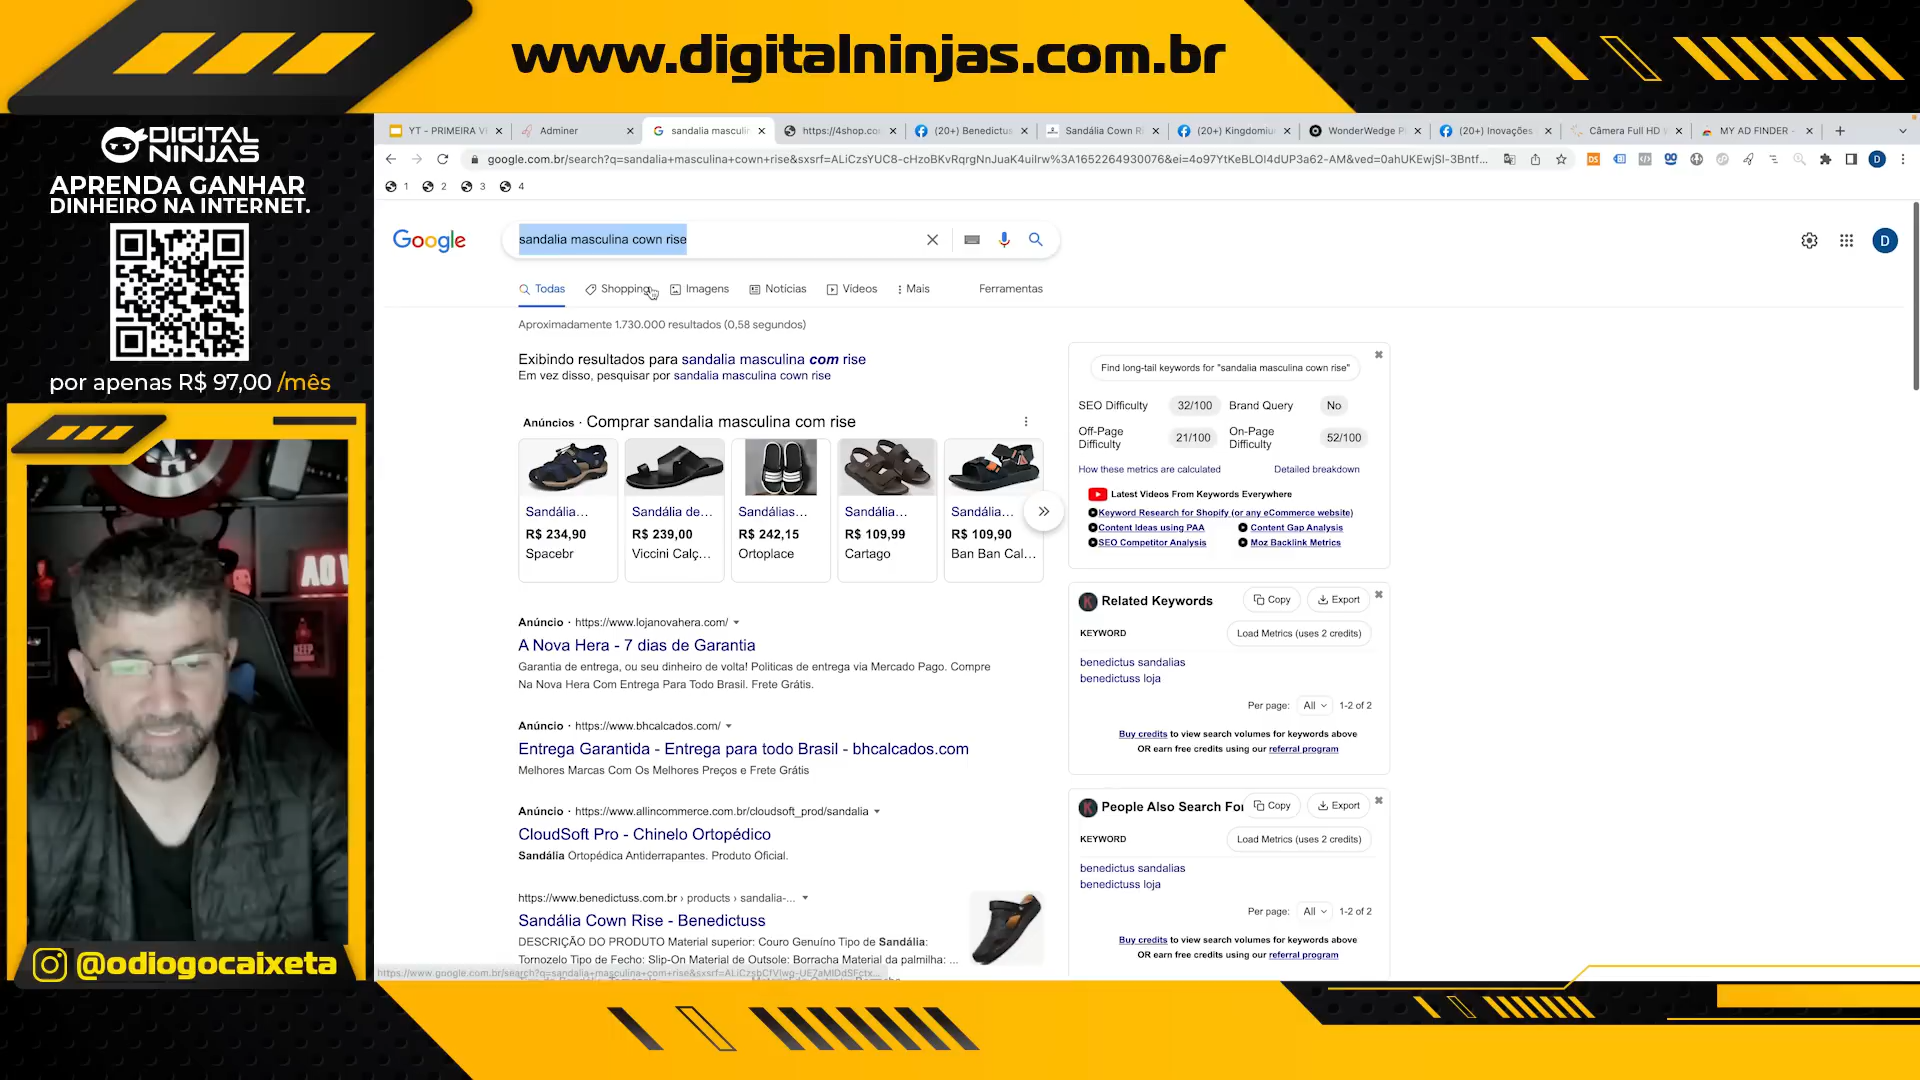 www.digitalninjas.com.br
DIGITAL
NINJAS
APRENDA GANHAR
DINHEIRO NA INTERNET.
por apenas R$ 97,00 /mês
@odiogocaixeta
YT - PRIMEIRA V
Adminer
sandalia masculin
https://4shop.co
(20+) Benedictus
Sandália Cown R
(20+) Kingdomiu
WonderWedge P
(20+) Inovações
Câmera Full HD
MY AD FINDER -
google.com.br/search?q=sandalia+masculina+cown+rise&sxsrf=ALiCzsYUC8-cHzoBKvRqrgNnJuaK4uiIrw%3A1652264930076&ei=4o97YtKeBLOI4dUP3a62-AM&ved=0ahUKEwjSI-3Bntf...
1
2
3
4
Google
sandalia masculina cown rise
D
Todas
Shopping
Imagens
Notícias
Vídeos
Mais
Ferramentas
Aproximadamente 1.730.000 resultados (0,58 segundos)
Exibindo resultados para sandalia masculina com rise
Em vez disso, pesquisar por sandalia masculina cown rise
Anúncios · Comprar sandalia masculina com rise
Sandália...
R$ 234,90
Spacebr
Sandália de...
R$ 239,00
Viccini Calç...
Sandálias...
R$ 242,15
Ortoplace
Sandália...
R$ 109,99
Cartago
Sandália...
R$ 109,90
Ban Ban Cal...
Anúncio · https://www.lojanovahera.com/
A Nova Hera - 7 dias de Garantia
Garantia de entrega, ou seu dinheiro de volta! Politicas de entrega via Mercado Pago. Compre
Na Nova Hera Com Entrega Para Todo Brasil. Frete Grátis.
Anúncio · https://www.bhcalcados.com/
Entrega Garantida - Entrega para todo Brasil - bhcalcados.com
Melhores Marcas Com Os Melhores Preços e Frete Grátis
Anúncio · https://www.allincommerce.com.br/cloudsoft_prod/sandalia
CloudSoft Pro - Chinelo Ortopédico
Sandália Ortopédica Antiderrapantes. Produto Oficial.
https://www.benedictuss.com.br › products › sandalia-...
Sandália Cown Rise - Benedictuss
DESCRIÇÃO DO PRODUTO Material superior: Couro Genuíno Tipo de Sandália:
Tornozelo Tipo de Fecho: Slip-On Material de Outsole: Borracha Material da palmilha: ...
Find long-tail keywords for "sandalia masculina cown rise"
SEO Difficulty
32/100
Brand Query
No
Off-Page
Difficulty
21/100
On-Page
Difficulty
52/100
How these metrics are calculated
Detailed breakdown
Latest Videos From Keywords Everywhere
Keyword Research for Shopify (or any eCommerce website)
Content Ideas using PAA
Content Gap Analysis
SEO Competitor Analysis
Moz Backlink Metrics
Related Keywords
Copy
Export
KEYWORD
Load Metrics (uses 2 credits)
benedictus sandalias
benedictuss loja
Per page: All 1-2 of 2
Buy credits to view search volumes for keywords above
OR earn free credits using our referral program
People Also Search For
Copy
Export
KEYWORD
Load Metrics (uses 2 credits)
benedictus sandalias
benedictuss loja
Per page: All 1-2 of 2
Buy credits to view search volumes for keywords above
OR earn free credits using our referral program